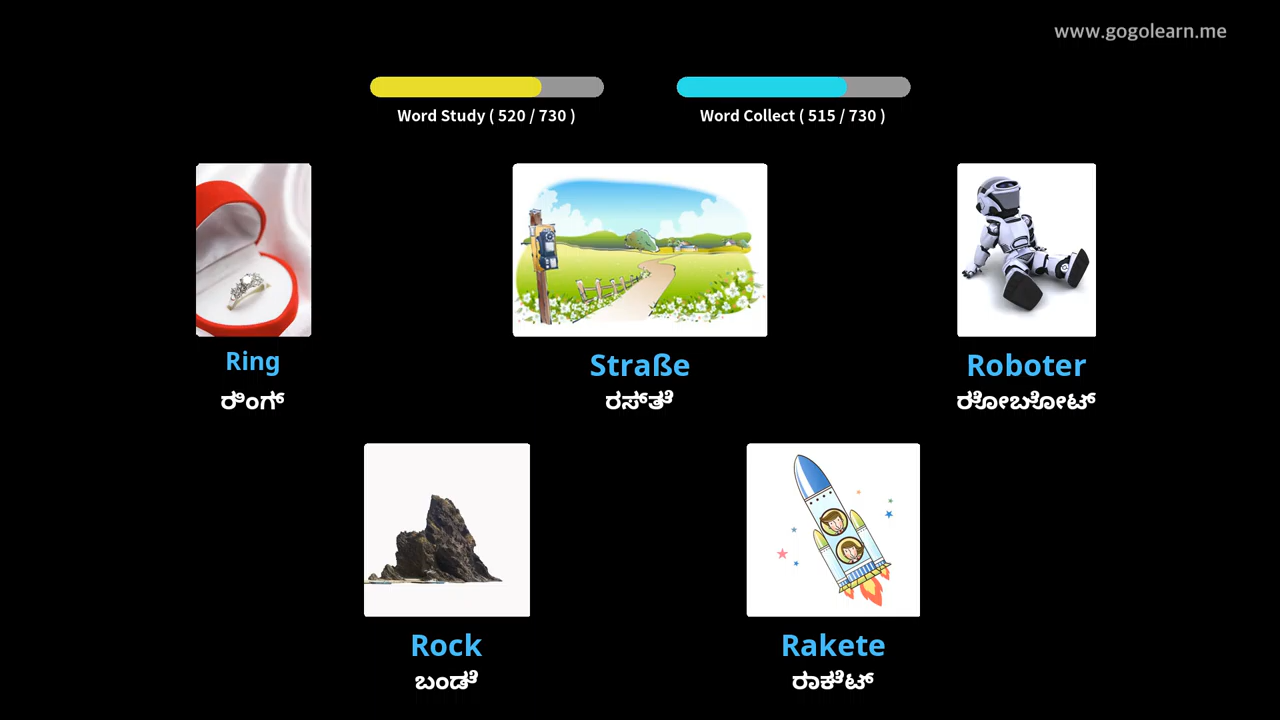 www.gogolearn.me
Word Study ( 520 / 730 )
Word Collect ( 515 / 730 )
Ring
ರಿಂಗ್
Straße
ರಸ್ತೆ
Roboter
ರೋಬೋಟ್
Rock
ಬಂಡೆ
Rakete
ರಾಕೆಟ್